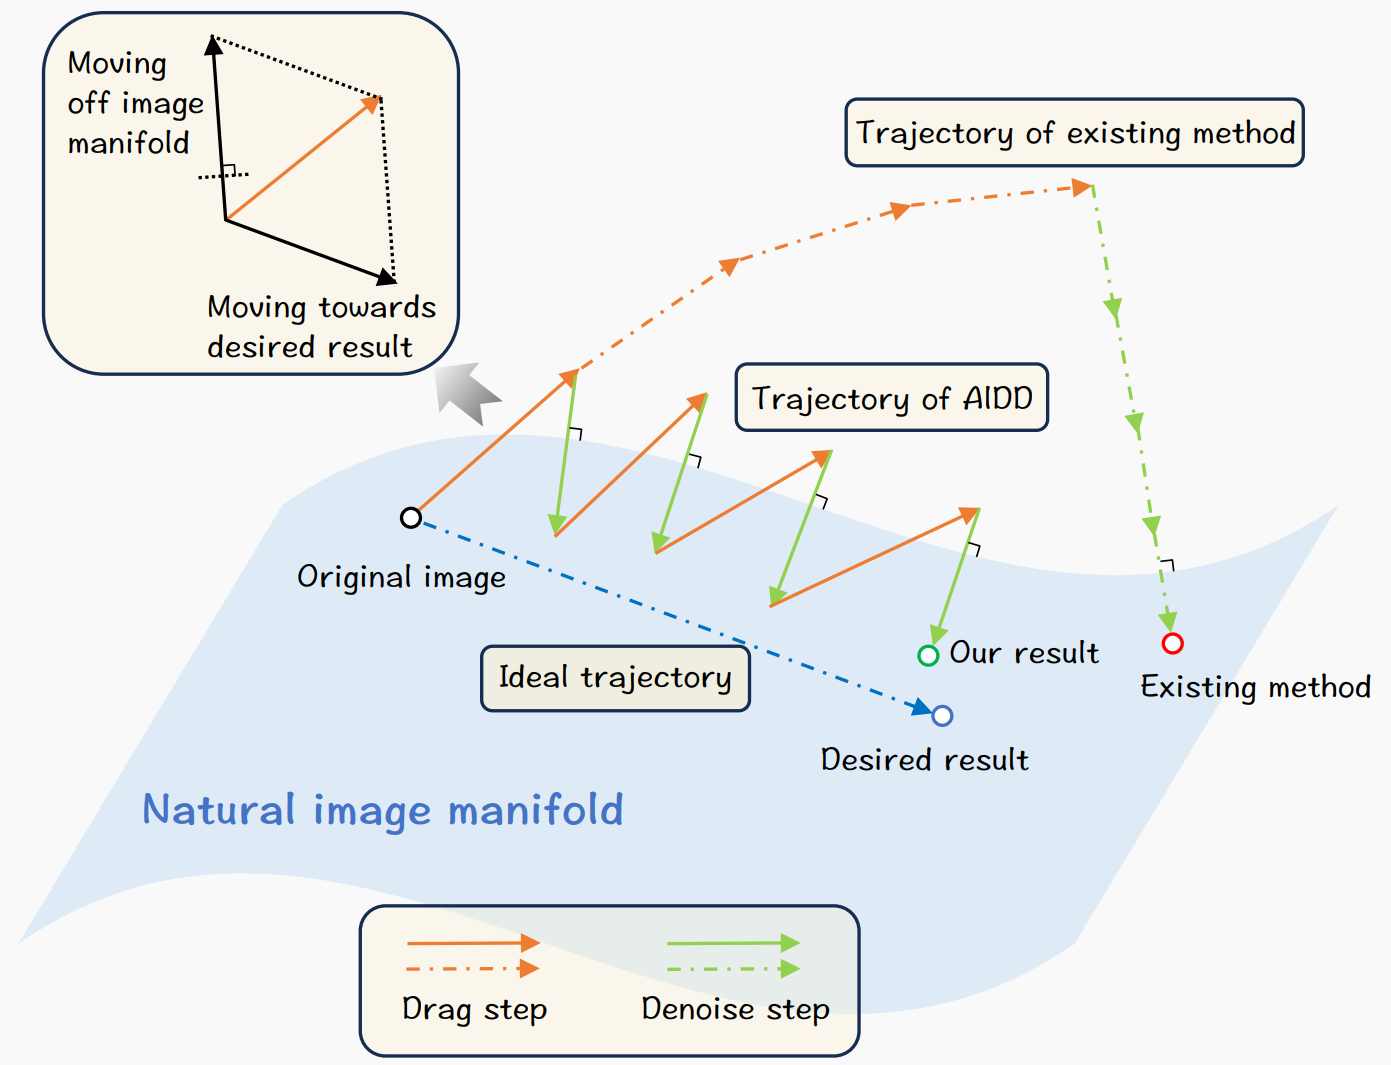 Moving
off image
manifold
Moving towards
desired result
Trajectory of existing method
Trajectory of AIDD
Original image
Ideal trajectory
Our result
Existing method
Desired result
Natural image manifold
Drag step
Denoise step